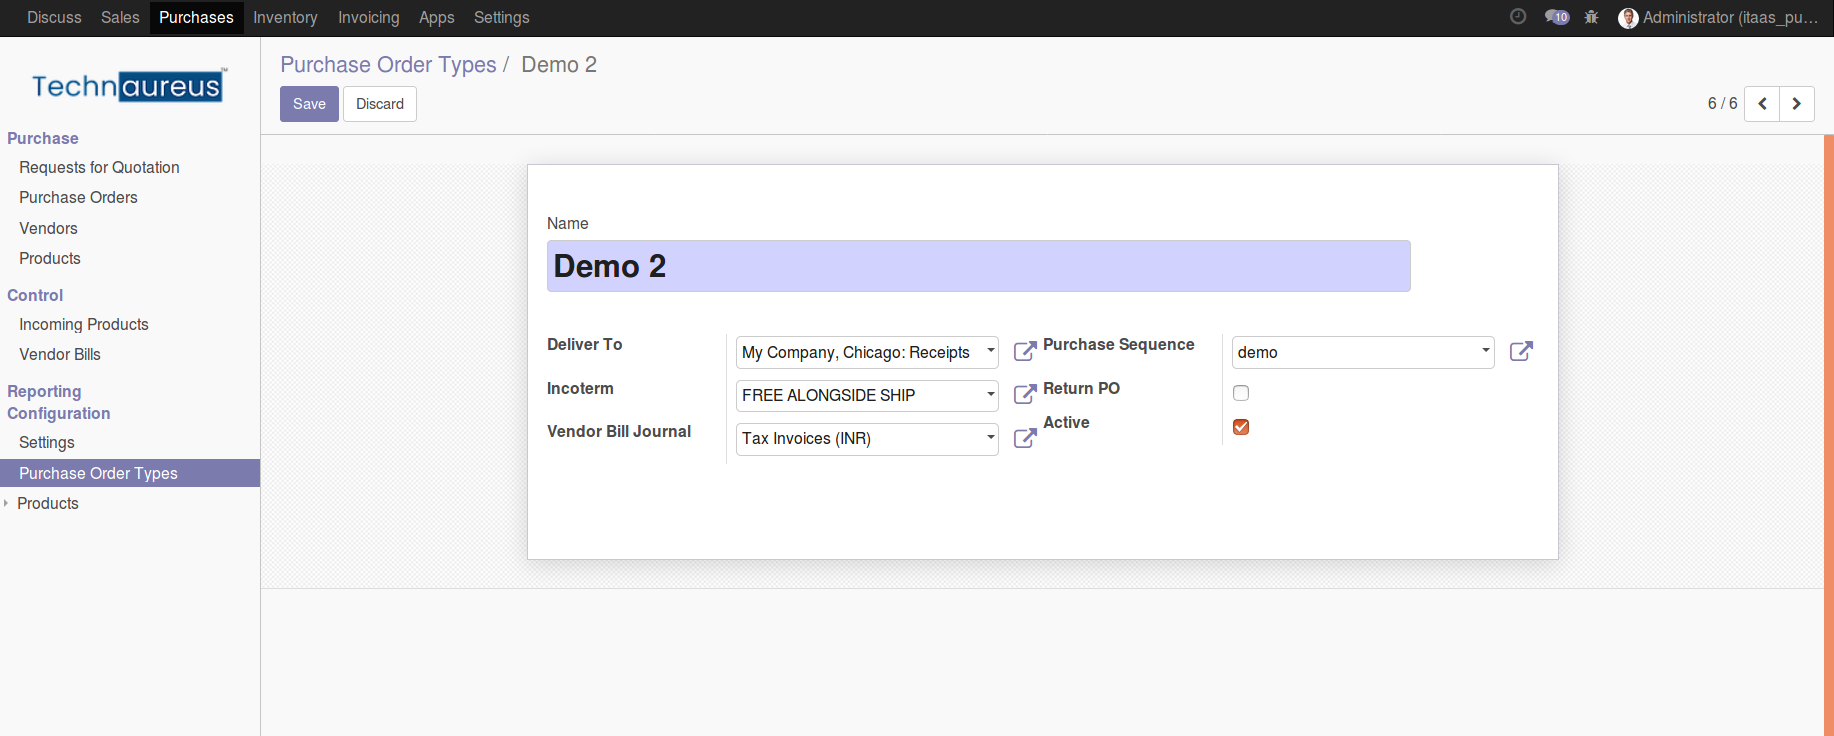 Discuss Sales Purchases Inventory Invoicing Apps Settings 10 Administrator (itaas_pu...
Technaureus™
Purchase Order Types / Demo 2
Save Discard 6 / 6
Purchase
Requests for Quotation
Purchase Orders
Vendors
Products
Control
Incoming Products
Vendor Bills
Reporting
Configuration
Settings
Purchase Order Types
Products
Name
Demo 2
Deliver To My Company, Chicago: Receipts Purchase Sequence demo
Incoterm FREE ALONGSIDE SHIP Return PO
Vendor Bill Journal Tax Invoices (INR) Active